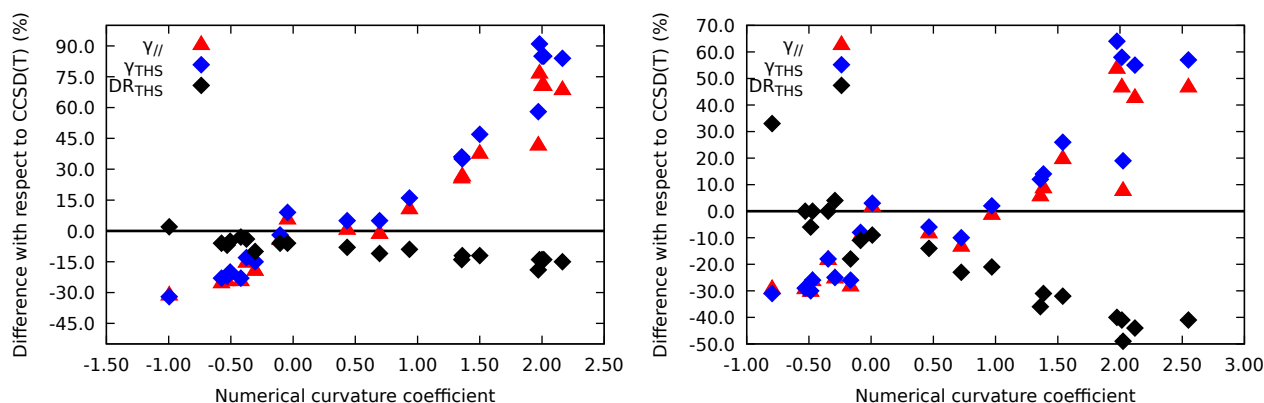 Difference with respect to CCSD(T) (%)
90.0
75.0
60.0
45.0
30.0
15.0
0.0
-15.0
-30.0
-45.0
γ//
γTHS
DRTHS
-1.50 -1.00 -0.50 0.00 0.50 1.00 1.50 2.00 2.50
Numerical curvature coefficient
Difference with respect to CCSD(T) (%)
70.0
60.0
50.0
40.0
30.0
20.0
10.0
0.0
-10.0
-20.0
-30.0
-40.0
-50.0
γ//
γTHS
DRTHS
-1.00 -0.50 0.00 0.50 1.00 1.50 2.00 2.50 3.00
Numerical curvature coefficient